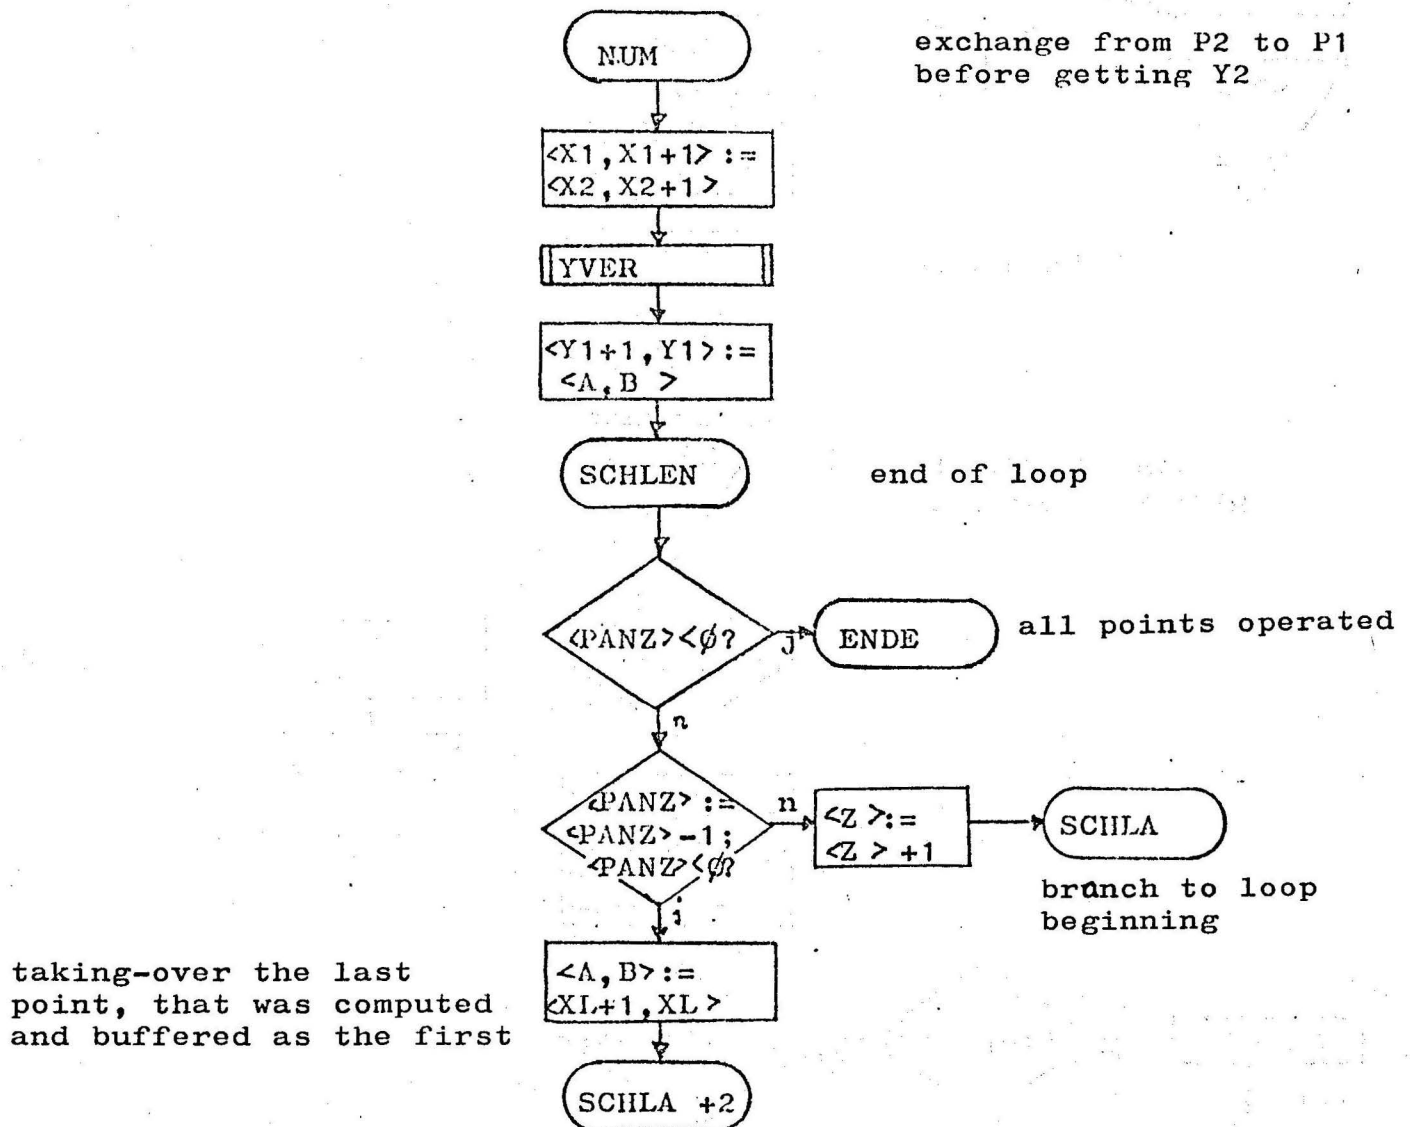 NUM
exchange from P2 to P1
before getting Y2
<X1,X1+1>:=
<X2,X2+1>
YVER
<Y1+1,Y1>:=
<A,B >
SCHLEN
end of loop
<PANZ><ø?
j
ENDE
all points operated
n
<PANZ>:=
<PANZ>-1;
<PANZ><ø?
n
<Z >:=
<Z > +1
SCHLA
branch to loop
beginning
j
taking-over the last
point, that was computed
and buffered as the first
<A,B>:=
<XL+1,XL>
SCHLA +2